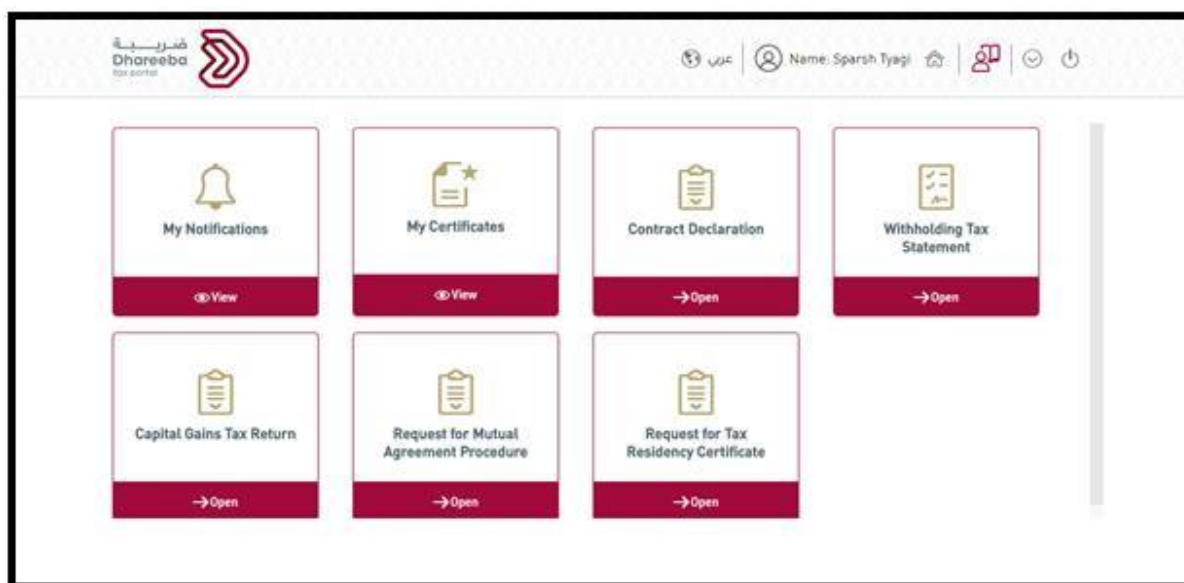 ضريبة
Dhareeba
tax portal
عربي
Name: Sparsh Tyagi
My Notifications
View
My Certificates
View
Contract Declaration
Open
Withholding Tax
Statement
Open
Capital Gains Tax Return
Open
Request for Mutual
Agreement Procedure
Open
Request for Tax
Residency Certificate
Open